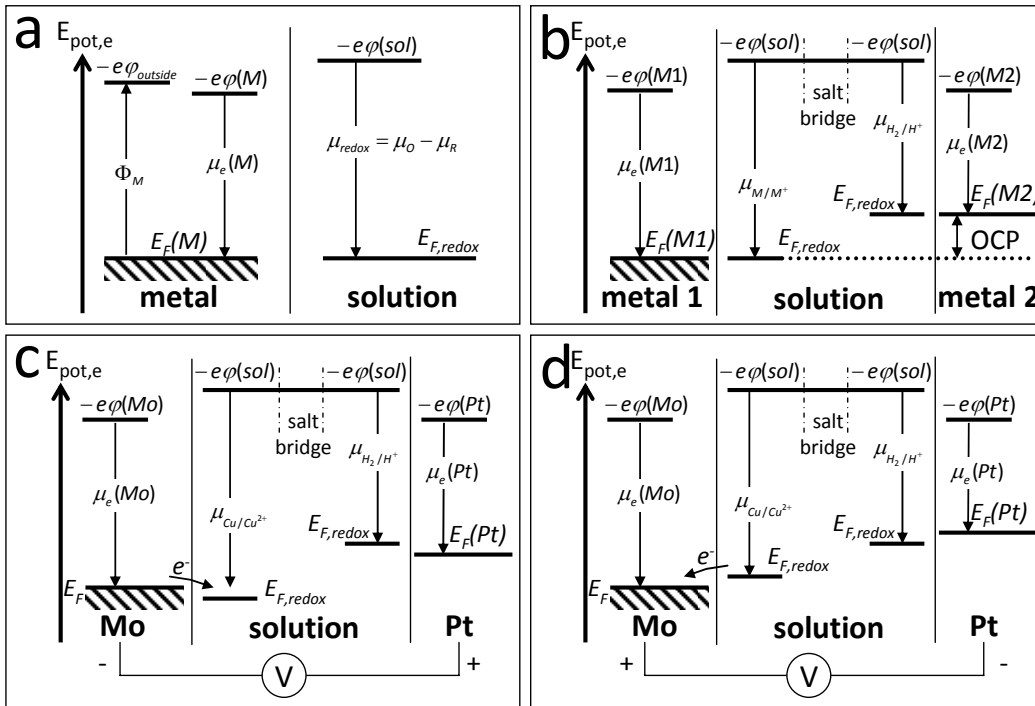 a
E_pot,e
−eφ_outside
−eφ(M)
Φ_M
μ_e(M)
E_F(M)
metal
−eφ(sol)
μ_redox = μ_O − μ_R
E_F,redox
solution
b
E_pot,e
−eφ(M1)
μ_e(M1)
E_F(M1)
metal 1
−eφ(sol) −eφ(sol)
salt
bridge
μ_M/M⁺
μ_H₂/H⁺
E_F,redox
E_F,redox
solution
−eφ(M2)
μ_e(M2)
E_F(M2)
OCP
metal 2
c
E_pot,e
−eφ(Mo)
μ_e(Mo)
E_F
e⁻
Mo
−eφ(sol) −eφ(sol)
salt
bridge
μ_Cu/Cu²⁺
μ_H₂/H⁺
E_F,redox
E_F,redox
solution
−eφ(Pt)
μ_e(Pt)
E_F(Pt)
Pt
- V +
d
E_pot,e
−eφ(Mo)
μ_e(Mo)
E_F
e⁻
Mo
−eφ(sol) −eφ(sol)
salt
bridge
μ_Cu/Cu²⁺
μ_H₂/H⁺
E_F,redox
E_F,redox
solution
−eφ(Pt)
μ_e(Pt)
E_F(Pt)
Pt
+ V -